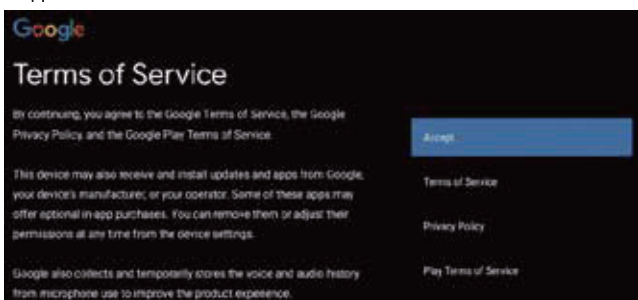 Google
Terms of Service
By continuing, you agree to the Google Terms of Service, the Google
Privacy Policy, and the Google Play Terms of Service.
This device may also receive and install updates and apps from Google,
your device's manufacturer, or your operator. Some of these apps may
offer optional in-app purchases. You can remove them or adjust their
permissions at any time from the device settings.
Google also collects and temporarily stores the voice and audio history
from microphone use to improve the product experience.
Accept
Terms of Service
Privacy Policy
Play Terms of Service